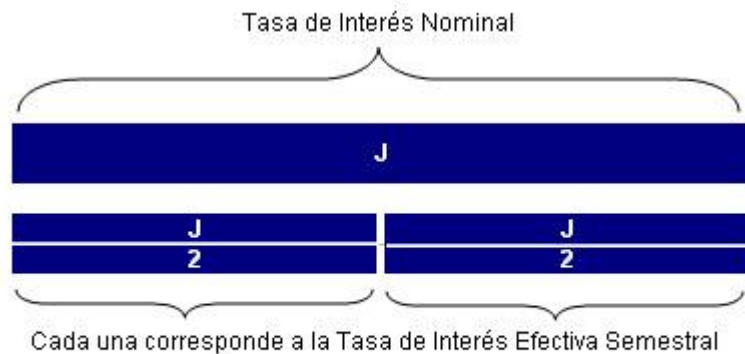 Tasa de Interés Nominal
J
J J
2 2
Cada una corresponde a la Tasa de Interés Efectiva Semestral